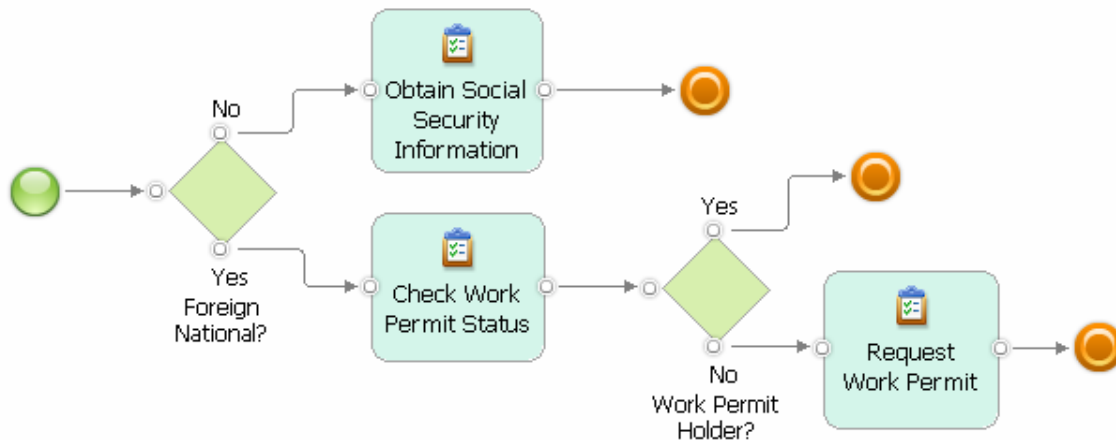 No
Obtain Social
Security
Information
Yes
Foreign
National?
Check Work
Permit Status
Yes
No
Work Permit
Holder?
Request
Work Permit